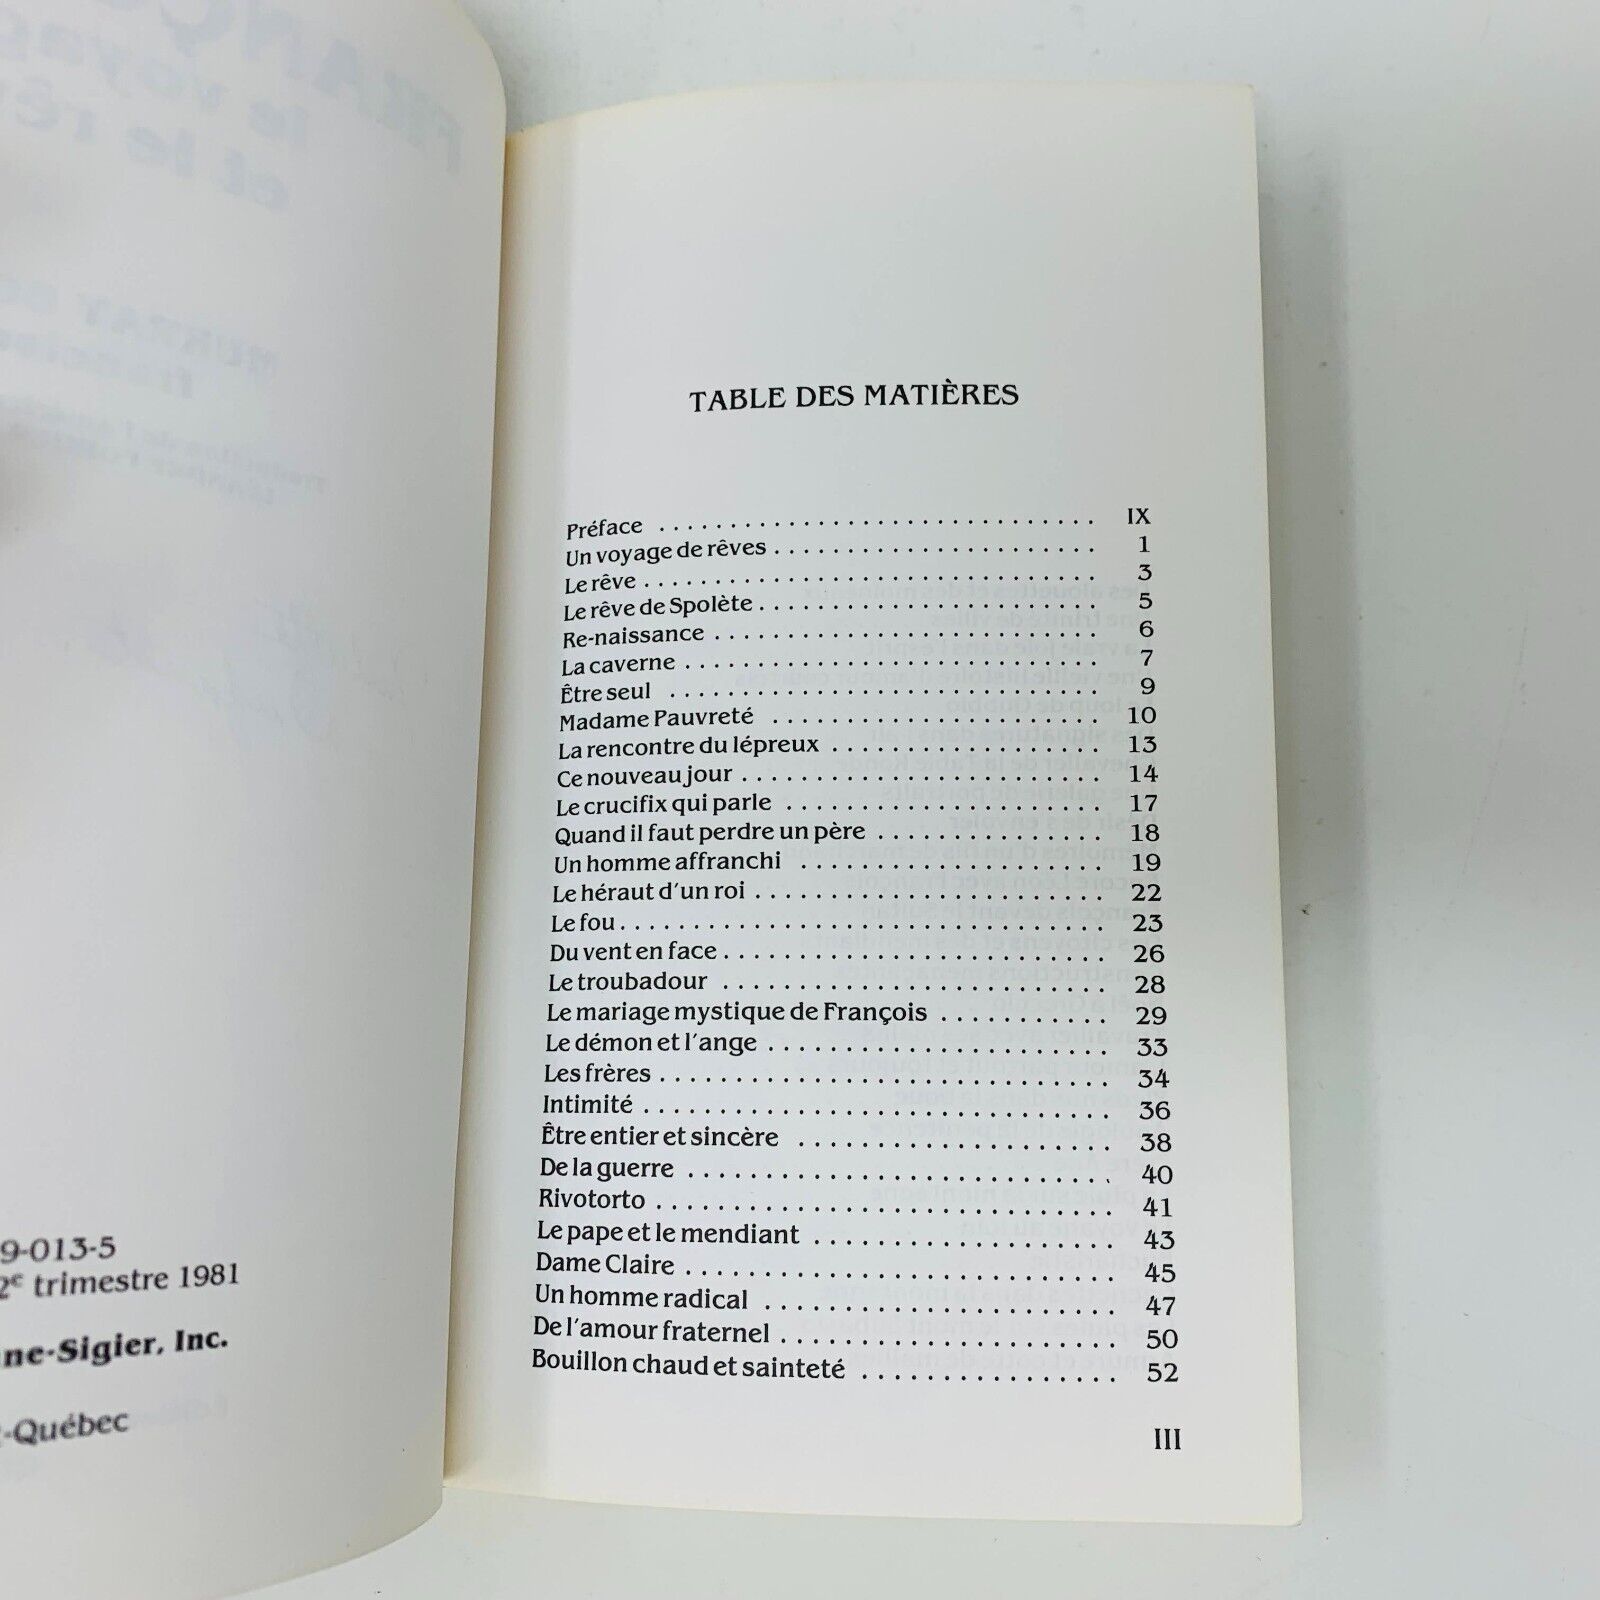 9-013-5
2e trimestre 1981
ne-Sigier, Inc.
-Québec
TABLE DES MATIÈRES
Préface . . . . . . . . . . . . . . . . . . . . . . . . . . . . . . . IX
Un voyage de rêves . . . . . . . . . . . . . . . . . . . . . . . 1
Le rêve . . . . . . . . . . . . . . . . . . . . . . . . . . . . . . . . 3
Le rêve de Spolète . . . . . . . . . . . . . . . . . . . . . . . . 5
Re-naissance . . . . . . . . . . . . . . . . . . . . . . . . . . . 6
La caverne . . . . . . . . . . . . . . . . . . . . . . . . . . . . . 7
Être seul . . . . . . . . . . . . . . . . . . . . . . . . . . . . . . 9
Madame Pauvreté . . . . . . . . . . . . . . . . . . . . . . . 10
La rencontre du lépreux . . . . . . . . . . . . . . . . . . . 13
Ce nouveau jour . . . . . . . . . . . . . . . . . . . . . . . . . 14
Le crucifix qui parle . . . . . . . . . . . . . . . . . . . . . . 17
Quand il faut perdre un père . . . . . . . . . . . . . . . . 18
Un homme affranchi . . . . . . . . . . . . . . . . . . . . . 19
Le héraut d'un roi . . . . . . . . . . . . . . . . . . . . . . . . 22
Le fou . . . . . . . . . . . . . . . . . . . . . . . . . . . . . . . . . 23
Du vent en face . . . . . . . . . . . . . . . . . . . . . . . . . . 26
Le troubadour . . . . . . . . . . . . . . . . . . . . . . . . . . 28
Le mariage mystique de François . . . . . . . . . . . 29
Le démon et l'ange . . . . . . . . . . . . . . . . . . . . . . . 33
Les frères . . . . . . . . . . . . . . . . . . . . . . . . . . . . . . 34
Intimité . . . . . . . . . . . . . . . . . . . . . . . . . . . . . . . 36
Être entier et sincère . . . . . . . . . . . . . . . . . . . . . 38
De la guerre . . . . . . . . . . . . . . . . . . . . . . . . . . . . 40
Rivotorto . . . . . . . . . . . . . . . . . . . . . . . . . . . . . . 41
Le pape et le mendiant . . . . . . . . . . . . . . . . . . . . 43
Dame Claire . . . . . . . . . . . . . . . . . . . . . . . . . . . . 45
Un homme radical . . . . . . . . . . . . . . . . . . . . . . . 47
De l'amour fraternel . . . . . . . . . . . . . . . . . . . . . . 50
Bouillon chaud et sainteté . . . . . . . . . . . . . . . . . 52
III